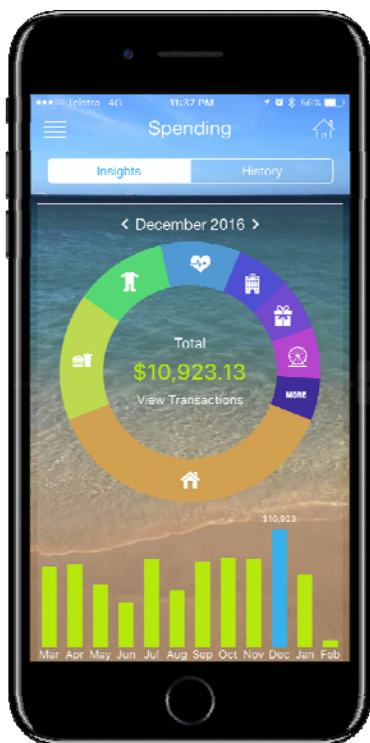 Telstra 4G 11:37 PM 56%
Spending
Insights History
December 2016
Total
$10,923.13
View Transactions
MORE
$10,923
Mar Apr May Jun Jul Aug Sep Oct Nov Dec Jan Feb